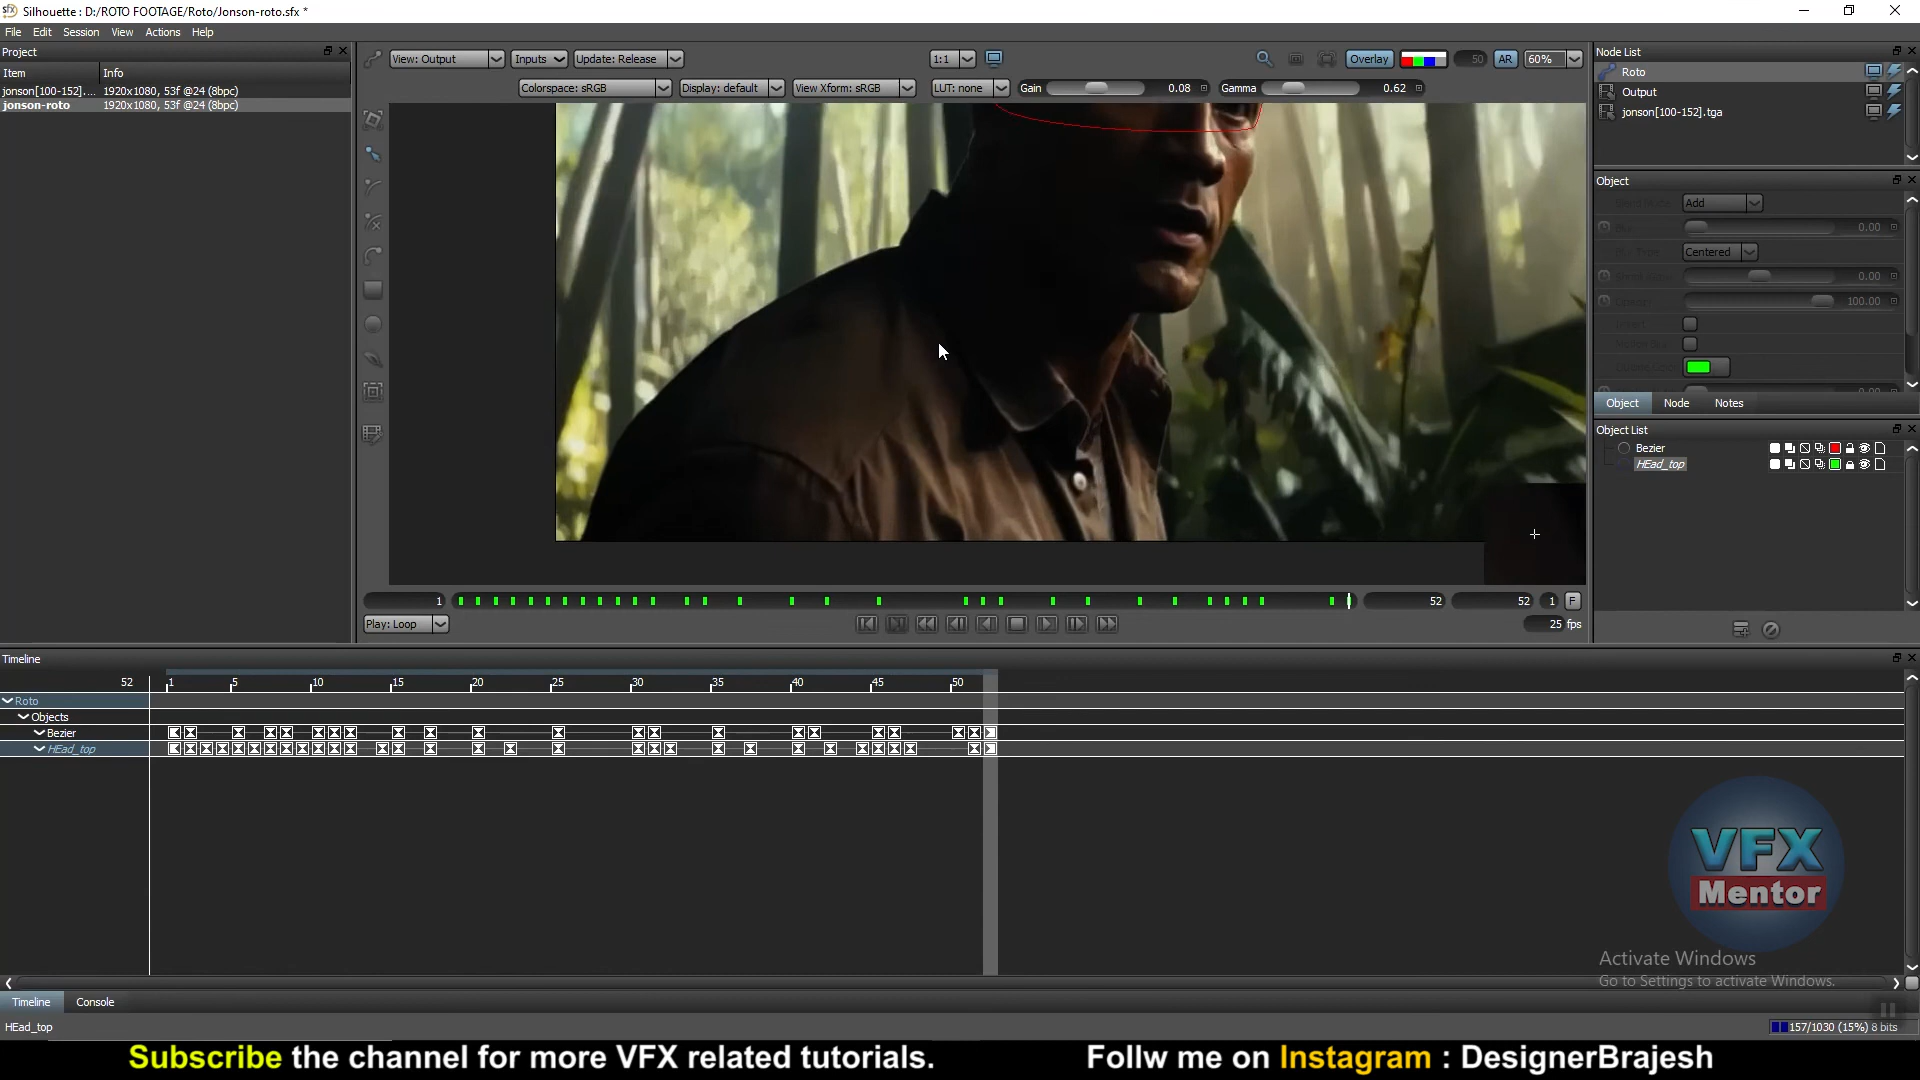 Silhouette : D:/ROTO FOOTAGE/Roto/Jonson-roto.sfx *
File Edit Session View Actions Help
Project
Item Info
jonson[100-152].... 1920x1080, 53f @24 (8bpc)
jonson-roto 1920x1080, 53f @24 (8bpc)
View: Output Inputs Update: Release 1:1 Overlay 50 AR 60%
Colorspace: sRGB Display: default View Xform: sRGB LUT: none Gain 0.08 Gamma 0.62
Node List
Roto
Output
jonson[100-152].tga
Object
Add
0.00
Centered
0.00
100.00
0.00
Object Node Notes
Object List
Bezier
HEad_top
1 52 52 1 F
Play: Loop 25 fps
Timeline
52 1 5 10 15 20 25 30 35 40 45 50
Roto
Objects
Bezier
HEad_top
VFX
Mentor
Activate Windows
Go to Settings to activate Windows.
Timeline Console
HEad_top 157/1030 (15%) 8 bits
Subscribe the channel for more VFX related tutorials. Follw me on Instagram : DesignerBrajesh